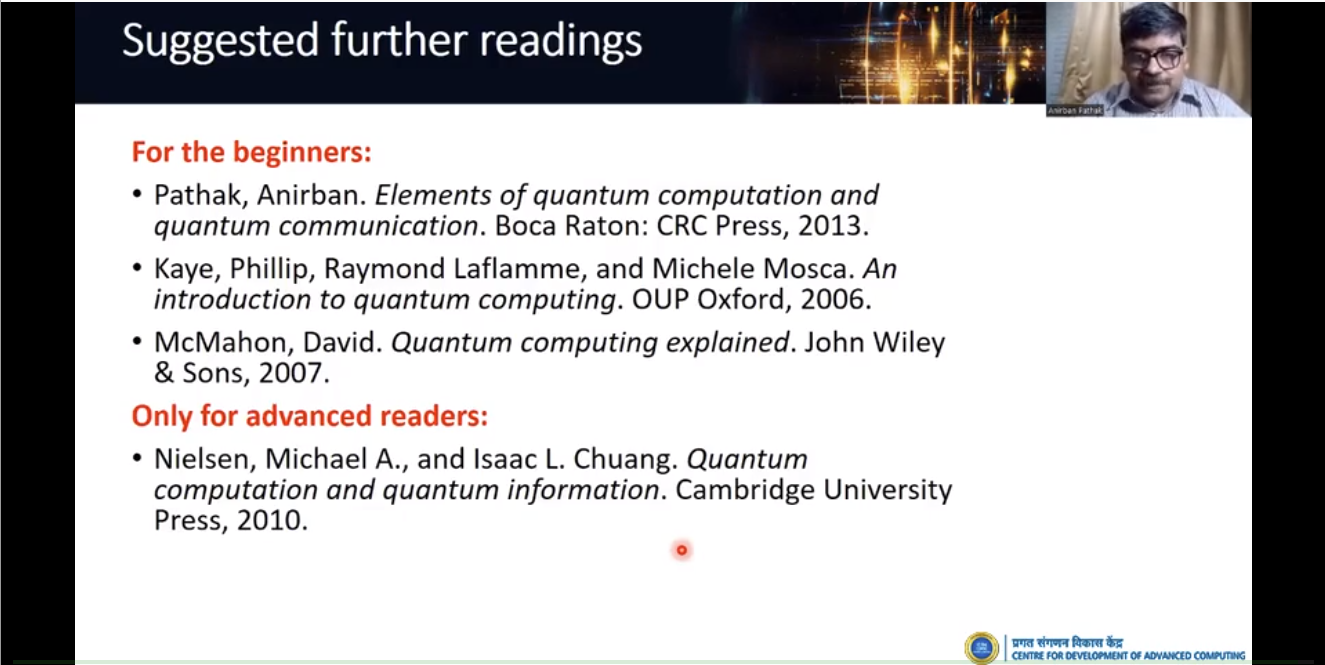 Suggested further readings
Anirban Pathak
For the beginners:
• Pathak, Anirban. Elements of quantum computation and
quantum communication. Boca Raton: CRC Press, 2013.
• Kaye, Phillip, Raymond Laflamme, and Michele Mosca. An
introduction to quantum computing. OUP Oxford, 2006.
• McMahon, David. Quantum computing explained. John Wiley
& Sons, 2007.
Only for advanced readers:
• Nielsen, Michael A., and Isaac L. Chuang. Quantum
computation and quantum information. Cambridge University
Press, 2010.
प्रगत संगणन विकास केंद्र
CENTRE FOR DEVELOPMENT OF ADVANCED COMPUTING